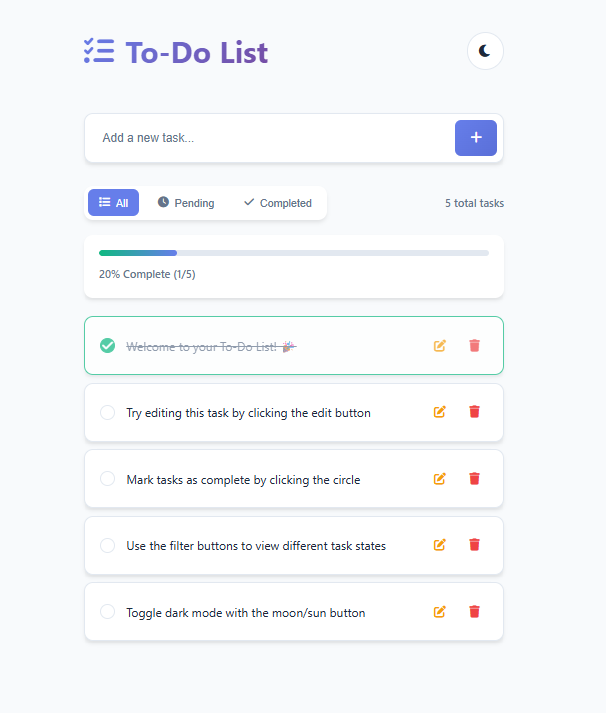 To-Do List
Add a new task...
All Pending Completed 5 total tasks
20% Complete (1/5)
Welcome to your To-Do List! 🎉
Try editing this task by clicking the edit button
Mark tasks as complete by clicking the circle
Use the filter buttons to view different task states
Toggle dark mode with the moon/sun button